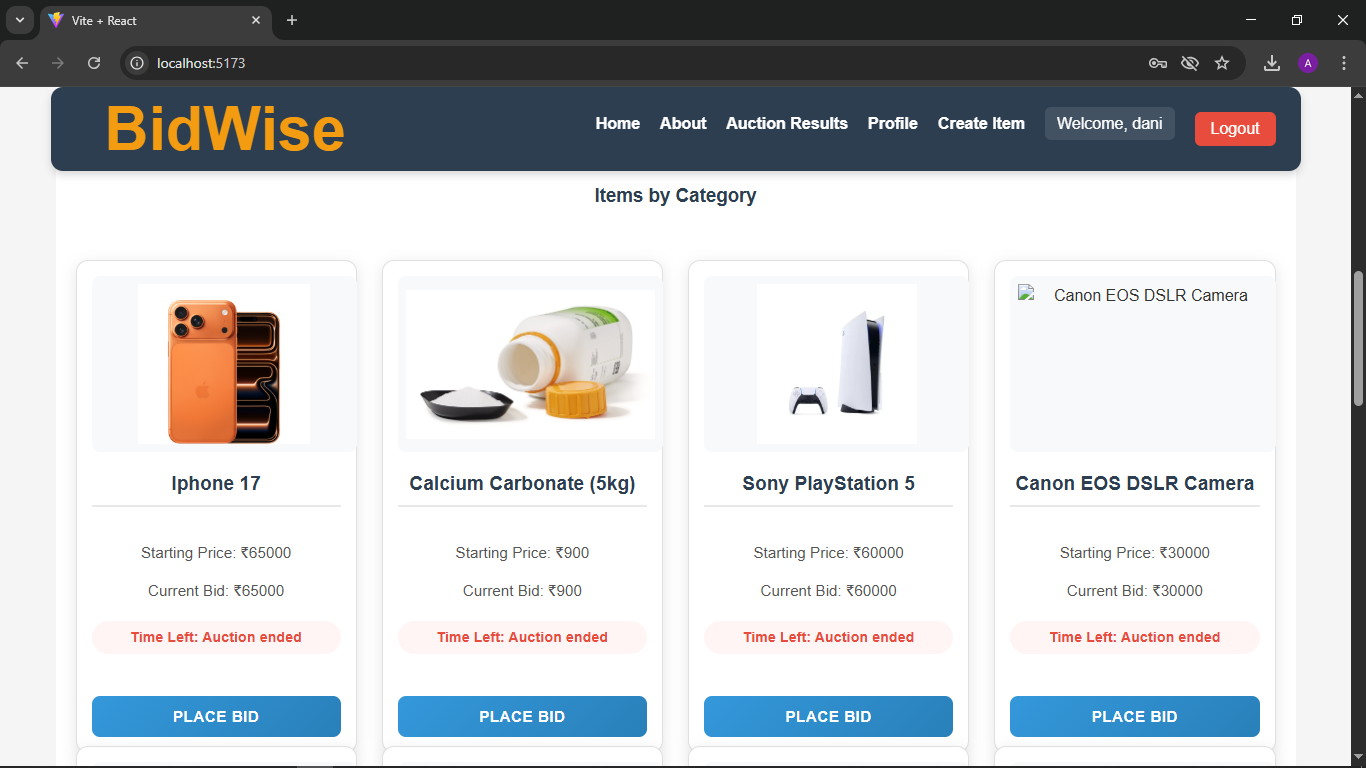 Vite + React
localhost:5173
A
BidWise
Home About Auction Results Profile Create Item Welcome, dani Logout
Items by Category
Canon EOS DSLR Camera
Iphone 17 Calcium Carbonate (5kg) Sony PlayStation 5 Canon EOS DSLR Camera
Starting Price: ₹65000 Starting Price: ₹900 Starting Price: ₹60000 Starting Price: ₹30000
Current Bid: ₹65000 Current Bid: ₹900 Current Bid: ₹60000 Current Bid: ₹30000
Time Left: Auction ended Time Left: Auction ended Time Left: Auction ended Time Left: Auction ended
PLACE BID PLACE BID PLACE BID PLACE BID